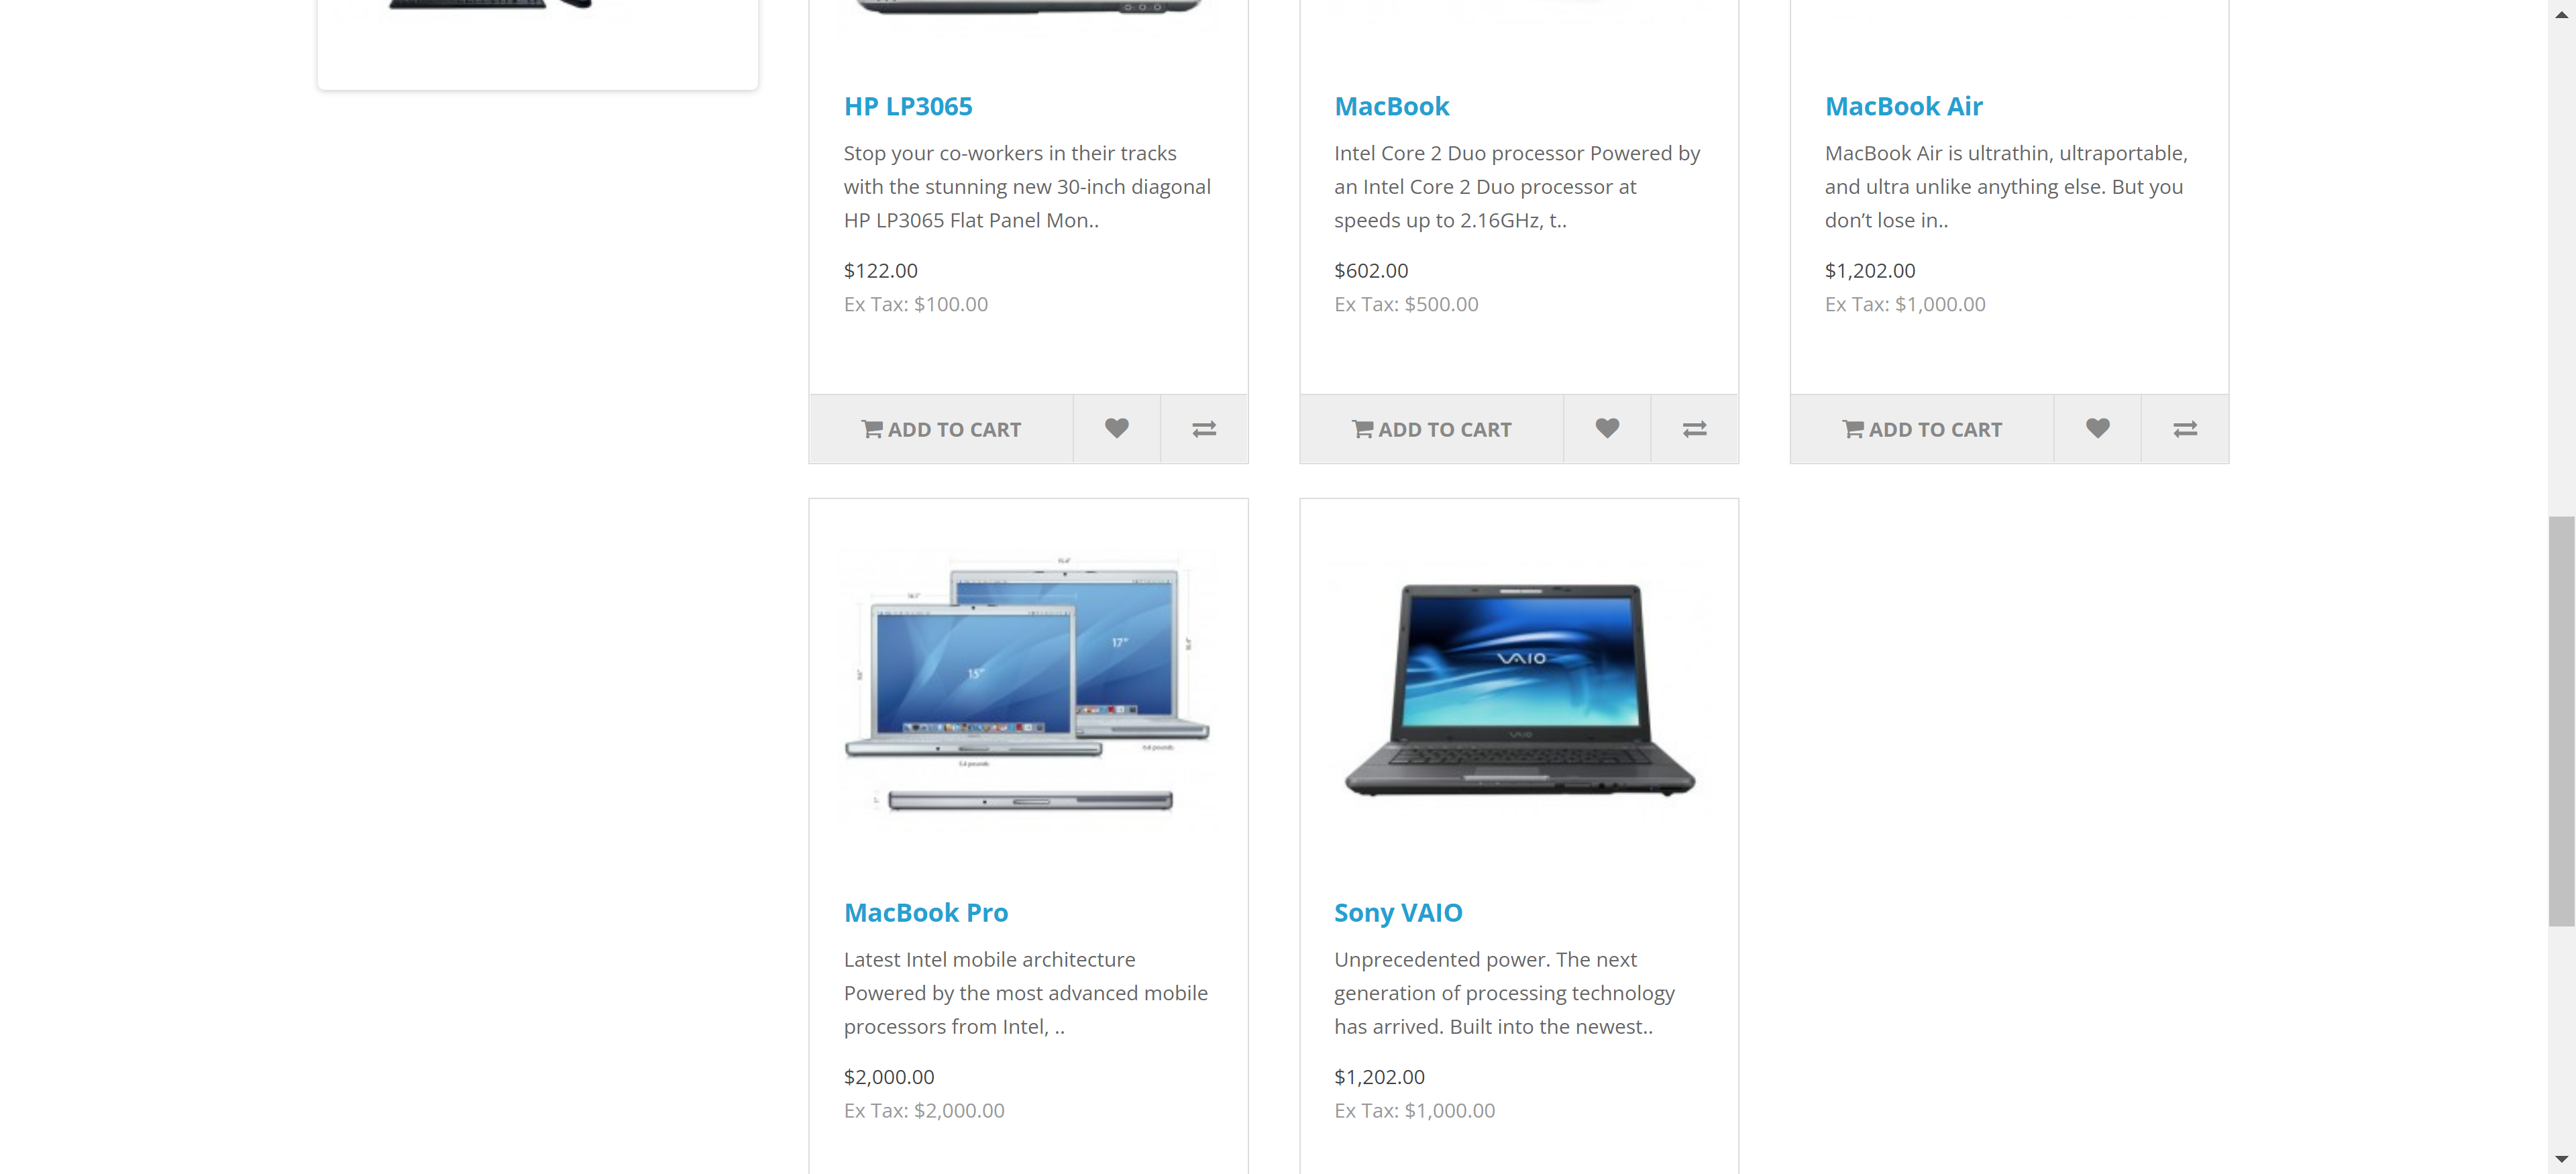 HP LP3065
Stop your co-workers in their tracks
with the stunning new 30-inch diagonal
HP LP3065 Flat Panel Mon..
$122.00
Ex Tax: $100.00
ADD TO CART
MacBook
Intel Core 2 Duo processor Powered by
an Intel Core 2 Duo processor at
speeds up to 2.16GHz, t..
$602.00
Ex Tax: $500.00
ADD TO CART
MacBook Air
MacBook Air is ultrathin, ultraportable,
and ultra unlike anything else. But you
don’t lose in..
$1,202.00
Ex Tax: $1,000.00
ADD TO CART
17"
15"
MacBook Pro
Latest Intel mobile architecture
Powered by the most advanced mobile
processors from Intel, ..
$2,000.00
Ex Tax: $2,000.00
VAIO
VAIO
Sony VAIO
Unprecedented power. The next
generation of processing technology
has arrived. Built into the newest..
$1,202.00
Ex Tax: $1,000.00